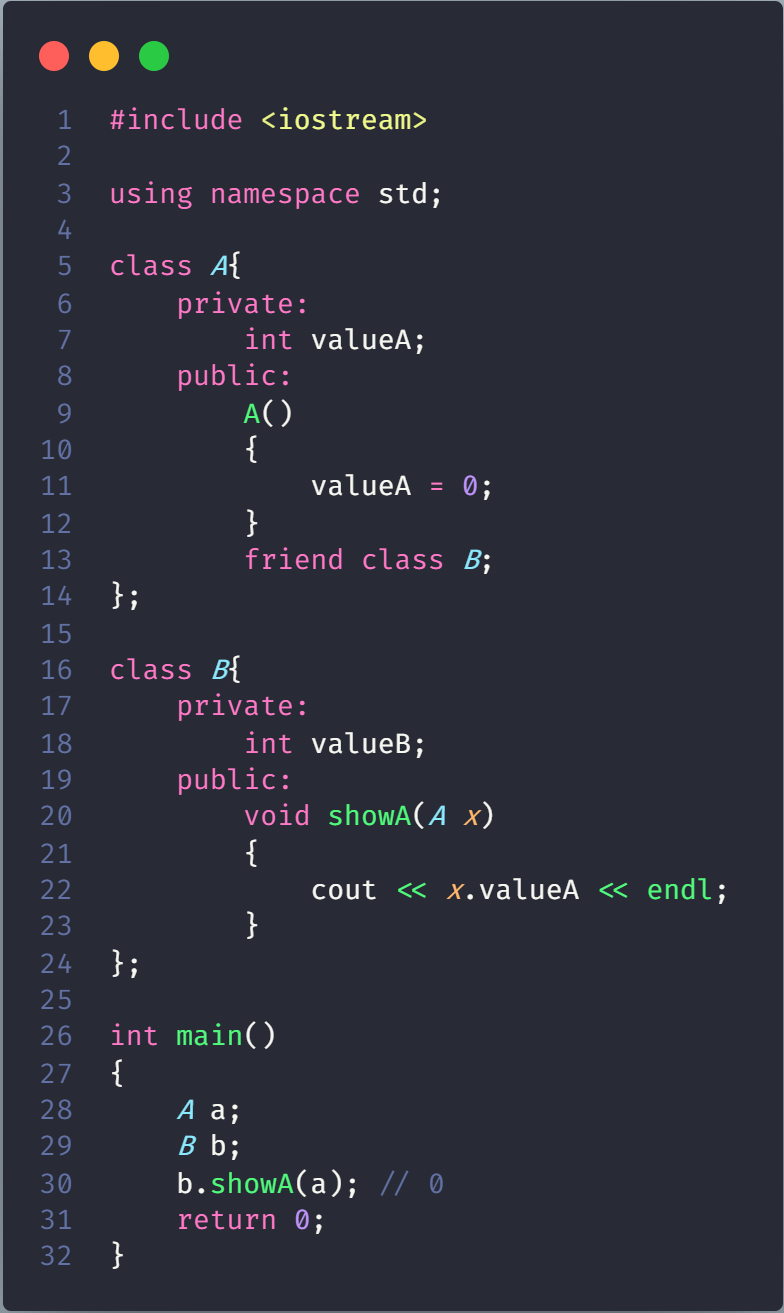 1 #include <iostream>
2
3 using namespace std;
4
5 class A{
6     private:
7         int valueA;
8     public:
9         A()
10         {
11             valueA = 0;
12         }
13         friend class B;
14 };
15
16 class B{
17     private:
18         int valueB;
19     public:
20         void showA(A x)
21         {
22             cout << x.valueA << endl;
23         }
24 };
25
26 int main()
27 {
28     A a;
29     B b;
30     b.showA(a); // 0
31     return 0;
32 }